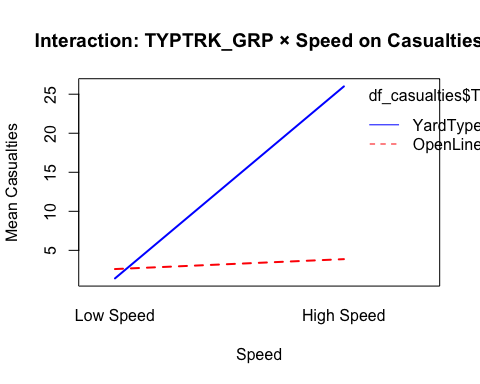 Interaction: TYPTRK_GRP × Speed on Casualties
df_casualties$T
YardType
OpenLine
25
20
15
10
5
Mean Casualties
Low Speed High Speed
Speed